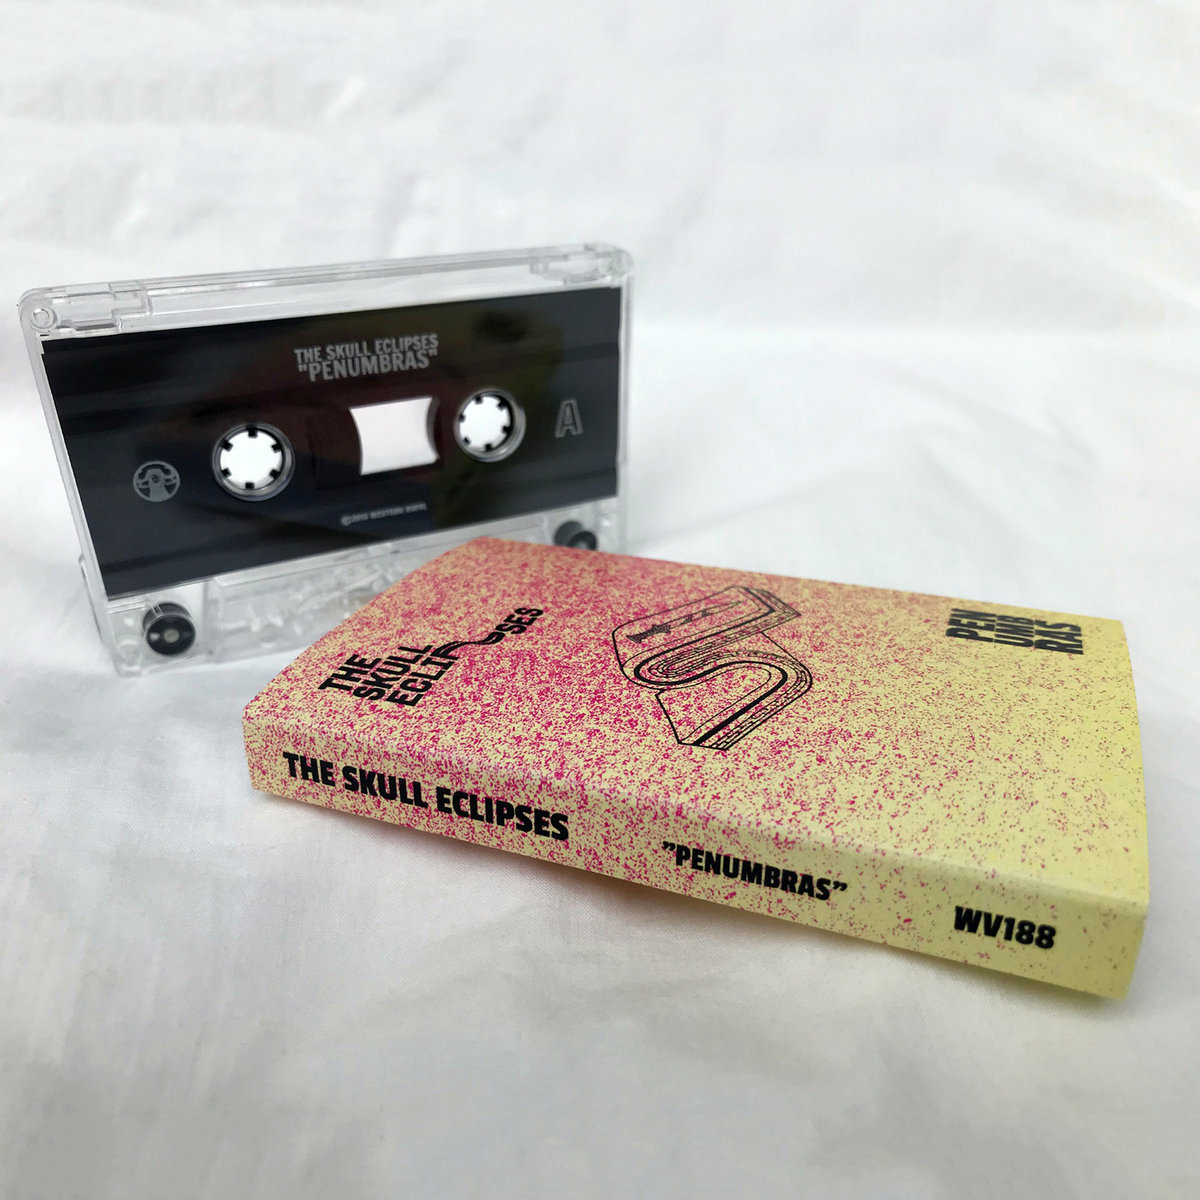 THE SKULL ECLIPSES
"PENUMBRAS"
A
THE
SKULL
ECLIPSES
PEN
UMB
RAS
THE SKULL ECLIPSES
"PENUMBRAS"
WV188